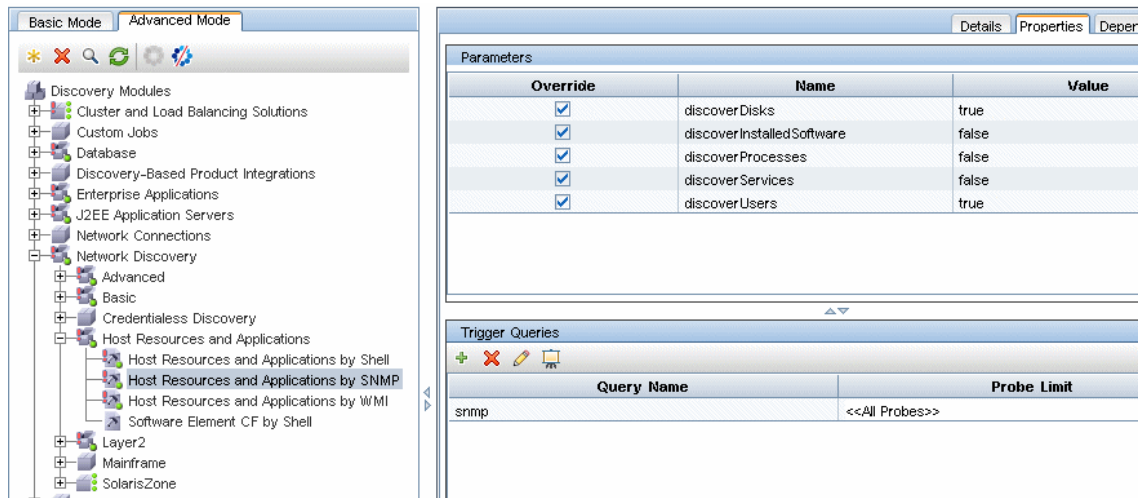 Basic Mode
Advanced Mode
Discovery Modules
Cluster and Load Balancing Solutions
Custom Jobs
Database
Discovery-Based Product Integrations
Enterprise Applications
J2EE Application Servers
Network Connections
Network Discovery
Advanced
Basic
Credentialess Discovery
Host Resources and Applications
Host Resources and Applications by Shell
Host Resources and Applications by SNMP
Host Resources and Applications by WMI
Software Element CF by Shell
Layer2
Mainframe
SolarisZone
Details Properties Depen
Parameters
Override Name Value
discoverDisks true
discoverInstalledSoftware false
discoverProcesses false
discoverServices false
discoverUsers true
Trigger Queries
Query Name Probe Limit
snmp <<All Probes>>